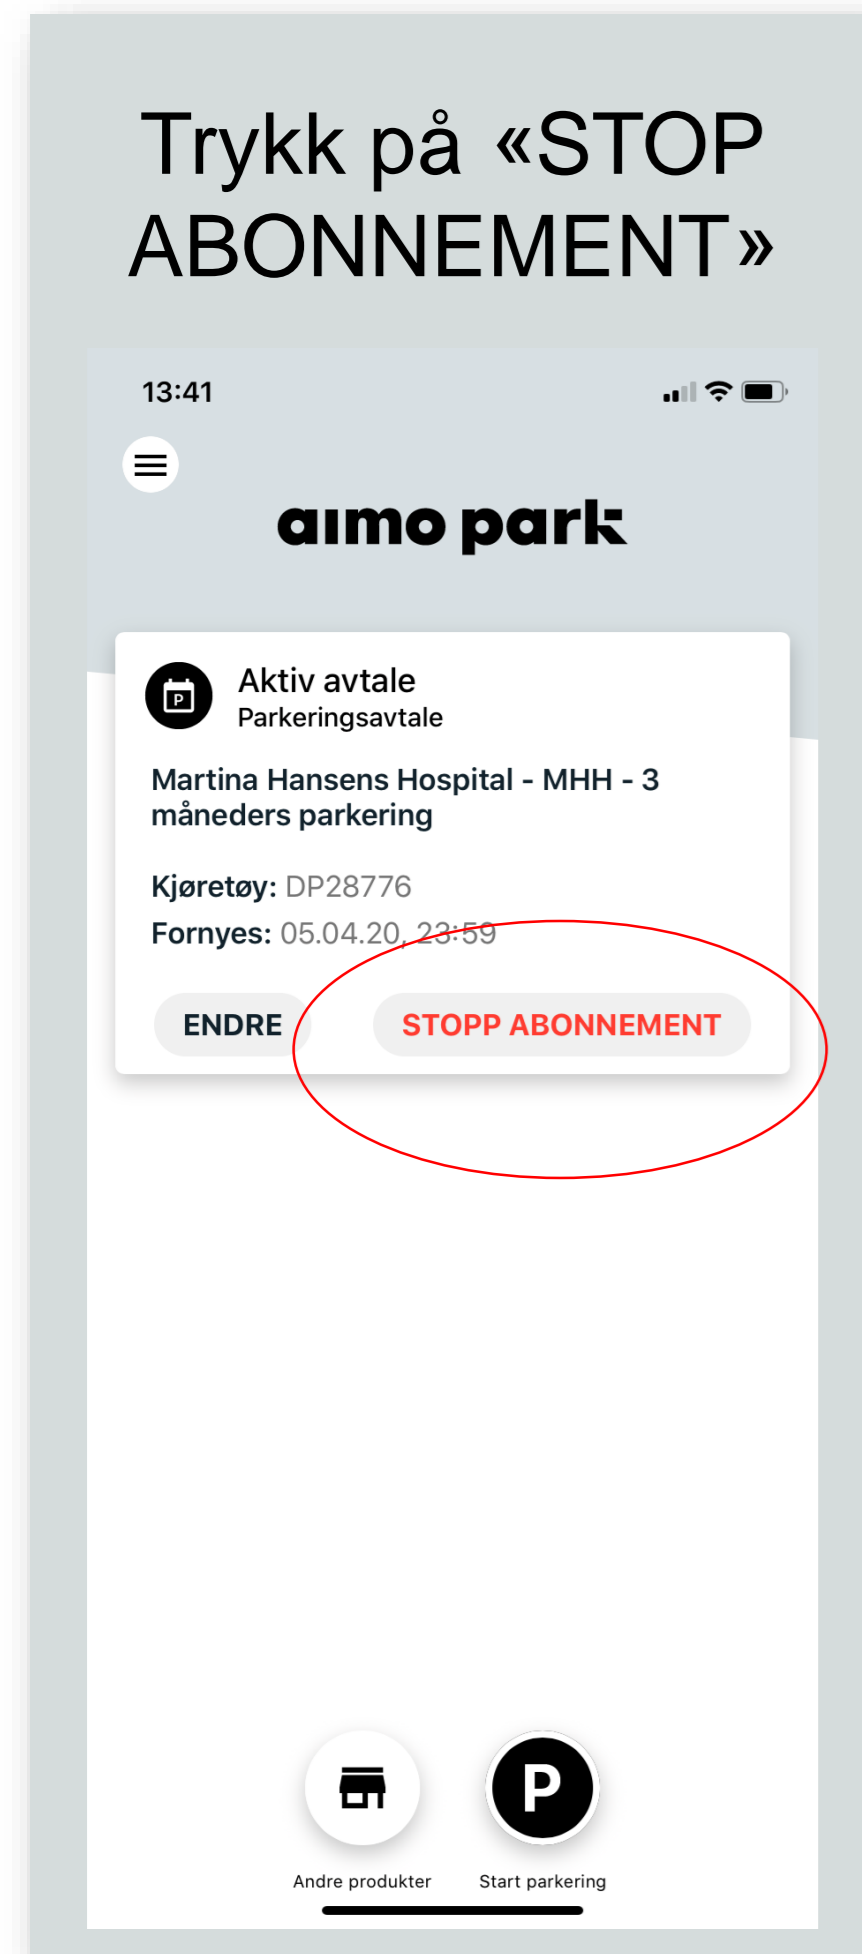 Trykk på «STOP
ABONNEMENT»
13:41
aimo park
Aktiv avtale
Parkeringsavtale
Martina Hansens Hospital - MHH - 3
måneders parkering
Kjøretøy: DP28776
Fornyes: 05.04.20, 23:59
ENDRE STOPP ABONNEMENT
P
Andre produkter Start parkering